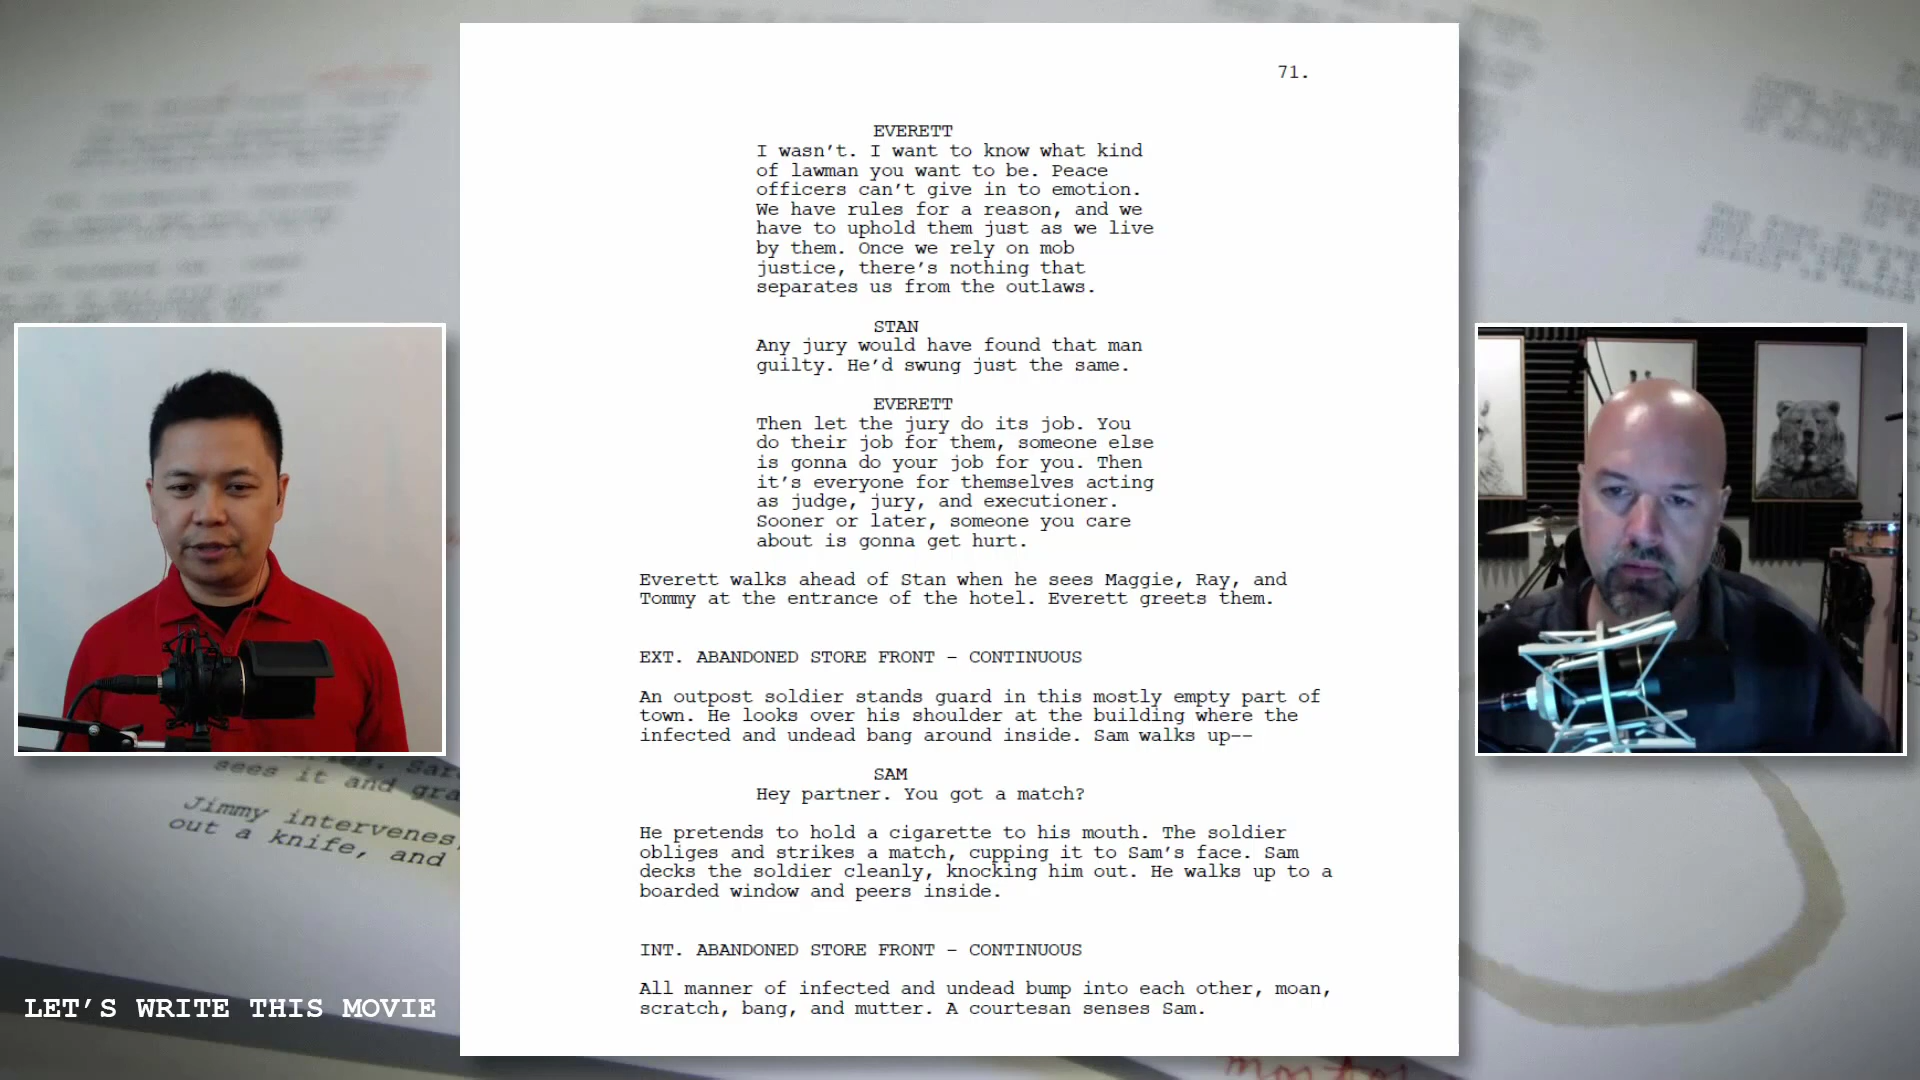 71.
EVERETT
I wasn't. I want to know what kind
of lawman you want to be. Peace
officers can't give in to emotion.
We have rules for a reason, and we
have to uphold them just as we live
by them. Once we rely on mob
justice, there's nothing that
separates us from the outlaws.
STAN
Any jury would have found that man
guilty. He'd swung just the same.
EVERETT
Then let the jury do its job. You
do their job for them, someone else
is gonna do your job for you. Then
it's everyone for themselves acting
as judge, jury, and executioner.
Sooner or later, someone you care
about is gonna get hurt.
Everett walks ahead of Stan when he sees Maggie, Ray, and
Tommy at the entrance of the hotel. Everett greets them.
EXT. ABANDONED STORE FRONT – CONTINUOUS
An outpost soldier stands guard in this mostly empty part of
town. He looks over his shoulder at the building where the
infected and undead bang around inside. Sam walks up--
SAM
Hey partner. You got a match?
He pretends to hold a cigarette to his mouth. The soldier
obliges and strikes a match, cupping it to Sam's face. Sam
decks the soldier cleanly, knocking him out. He walks up to a
boarded window and peers inside.
INT. ABANDONED STORE FRONT – CONTINUOUS
All manner of infected and undead bump into each other, moan,
scratch, bang, and mutter. A courtesan senses Sam.
sees it and gra
Jimmy intervenes
out a knife, and
LET'S WRITE THIS MOVIE